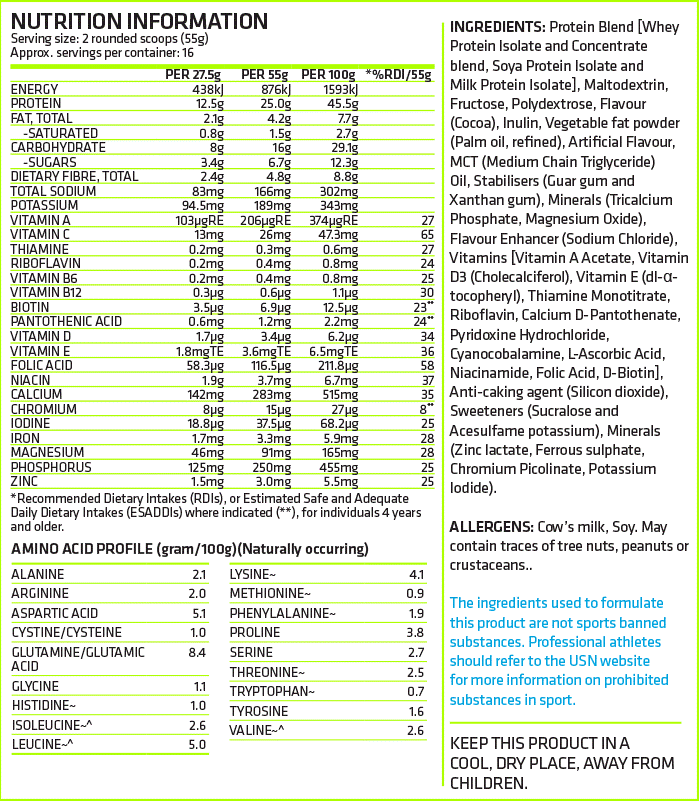 NUTRITION INFORMATION
Serving size: 2 rounded scoops (55g)
Approx. servings per container: 16
PER 27.5g PER 55g PER 100g *%RDI/55g
ENERGY 438kJ 876kJ 1593kJ
PROTEIN 12.5g 25.0g 45.5g
FAT, TOTAL 2.1g 4.2g 7.7g
-SATURATED 0.8g 1.5g 2.7g
CARBOHYDRATE 8g 16g 29.1g
-SUGARS 3.4g 6.7g 12.3g
DIETARY FIBRE, TOTAL 2.4g 4.8g 8.8g
TOTAL SODIUM 83mg 166mg 302mg
POTASSIUM 94.5mg 189mg 343mg
VITAMIN A 103µgRE 206µgRE 374µgRE 27
VITAMIN C 13mg 26mg 47.3mg 65
THIAMINE 0.2mg 0.3mg 0.6mg 27
RIBOFLAVIN 0.2mg 0.4mg 0.8mg 24
VITAMIN B6 0.2mg 0.4mg 0.8mg 25
VITAMIN B12 0.3µg 0.6µg 1.1µg 30
BIOTIN 3.5µg 6.9µg 12.5µg 23**
PANTOTHENIC ACID 0.6mg 1.2mg 2.2mg 24**
VITAMIN D 1.7µg 3.4µg 6.2µg 34
VITAMIN E 1.8mgTE 3.6mgTE 6.5mgTE 36
FOLIC ACID 58.3µg 116.5µg 211.8µg 58
NIACIN 1.9g 3.7mg 6.7mg 37
CALCIUM 142mg 283mg 515mg 35
CHROMIUM 8µg 15µg 27µg 8**
IODINE 18.8µg 37.5µg 68.2µg 25
IRON 1.7mg 3.3mg 5.9mg 28
MAGNESIUM 46mg 91mg 165mg 28
PHOSPHORUS 125mg 250mg 455mg 25
ZINC 1.5mg 3.0mg 5.5mg 25
*Recommended Dietary Intakes (RDIs), or Estimated Safe and Adequate
Daily Dietary Intakes (ESADDIs) where indicated (**), for individuals 4 years
and older.
AMINO ACID PROFILE (gram/100g)(Naturally occurring)
ALANINE 2.1
ARGININE 2.0
ASPARTIC ACID 5.1
CYSTINE/CYSTEINE 1.0
GLUTAMINE/GLUTAMIC 8.4
ACID
GLYCINE 1.1
HISTIDINE~ 1.0
ISOLEUCINE~^ 2.6
LEUCINE~^ 5.0
LYSINE~ 4.1
METHIONINE~ 0.9
PHENYLALANINE~ 1.9
PROLINE 3.8
SERINE 2.7
THREONINE~ 2.5
TRYPTOPHAN~ 0.7
TYROSINE 1.6
VALINE~^ 2.6
INGREDIENTS: Protein Blend [Whey
Protein Isolate and Concentrate
blend, Soya Protein Isolate and
Milk Protein Isolate], Maltodextrin,
Fructose, Polydextrose, Flavour
(Cocoa), Inulin, Vegetable fat powder
(Palm oil, refined), Artificial Flavour,
MCT (Medium Chain Triglyceride)
Oil, Stabilisers (Guar gum and
Xanthan gum), Minerals (Tricalcium
Phosphate, Magnesium Oxide),
Flavour Enhancer (Sodium Chloride),
Vitamins [Vitamin A Acetate, Vitamin
D3 (Cholecalciferol), Vitamin E (dl-α-
tocopheryl), Thiamine Monotitrate,
Riboflavin, Calcium D-Pantothenate,
Pyridoxine Hydrochloride,
Cyanocobalamine, L-Ascorbic Acid,
Niacinamide, Folic Acid, D-Biotin],
Anti-caking agent (Silicon dioxide),
Sweeteners (Sucralose and
Acesulfame potassium), Minerals
(Zinc lactate, Ferrous sulphate,
Chromium Picolinate, Potassium
Iodide).
ALLERGENS: Cow's milk, Soy. May
contain traces of tree nuts, peanuts or
crustaceans..
The ingredients used to formulate
this product are not sports banned
substances. Professional athletes
should refer to the USN website
for more information on prohibited
substances in sport.
KEEP THIS PRODUCT IN A
COOL, DRY PLACE, AWAY FROM
CHILDREN.